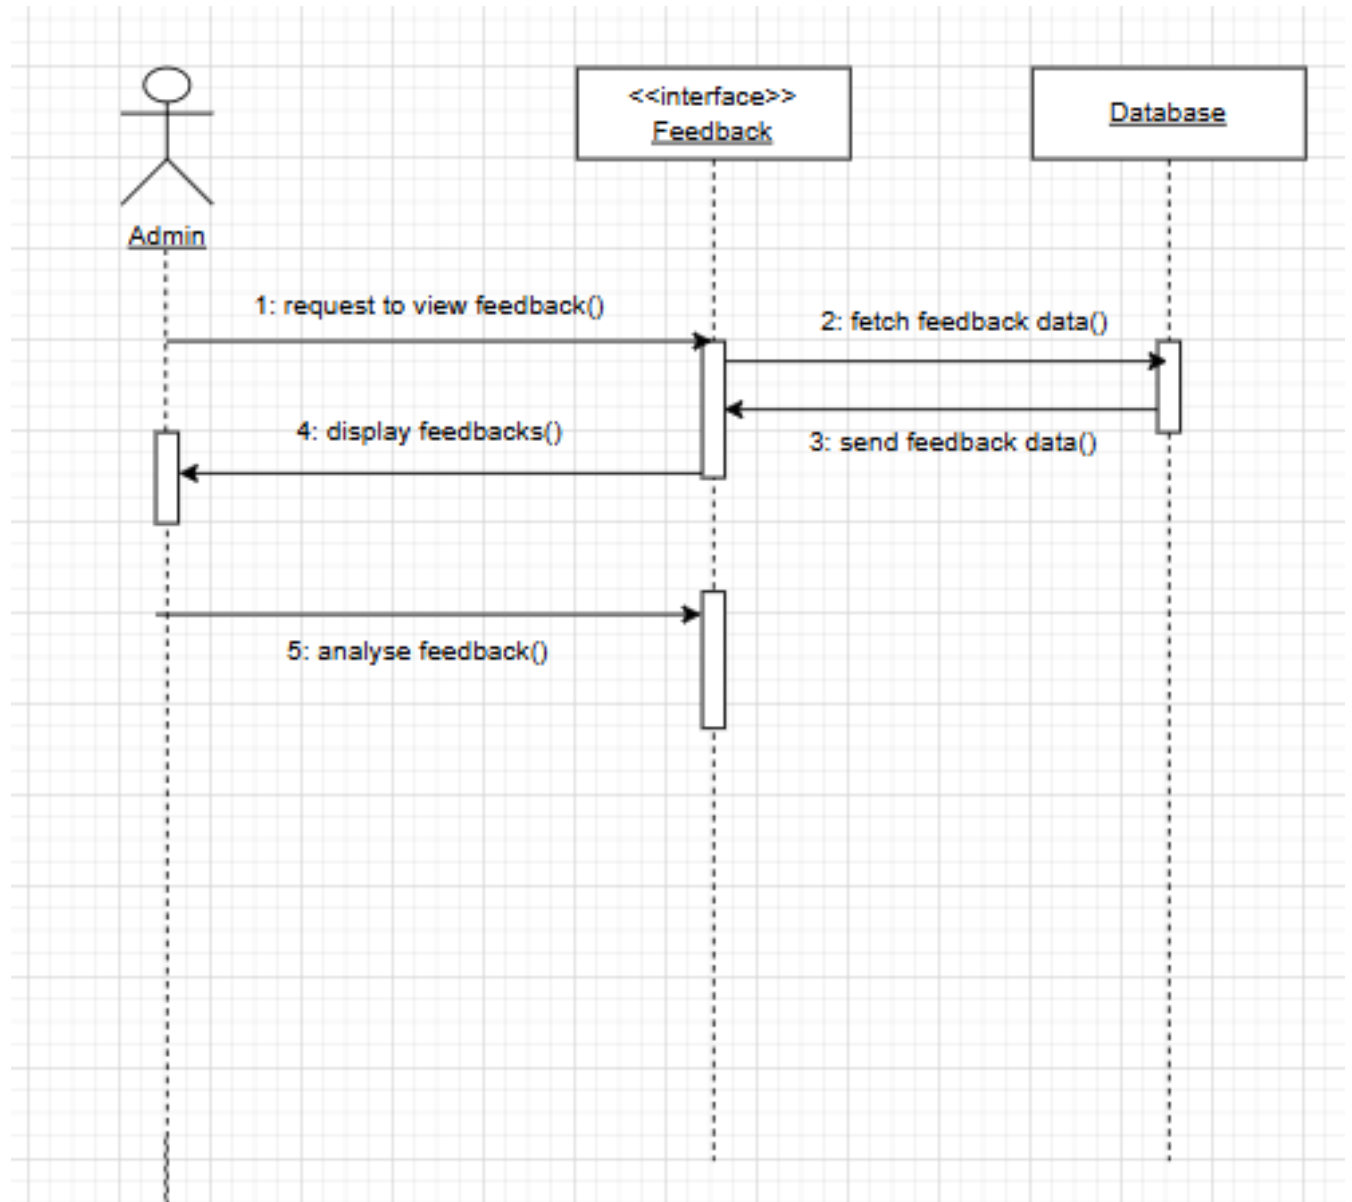 <<interface>>
Feedback
Database
Admin
1: request to view feedback()
2: fetch feedback data()
4: display feedbacks()
3: send feedback data()
5: analyse feedback()